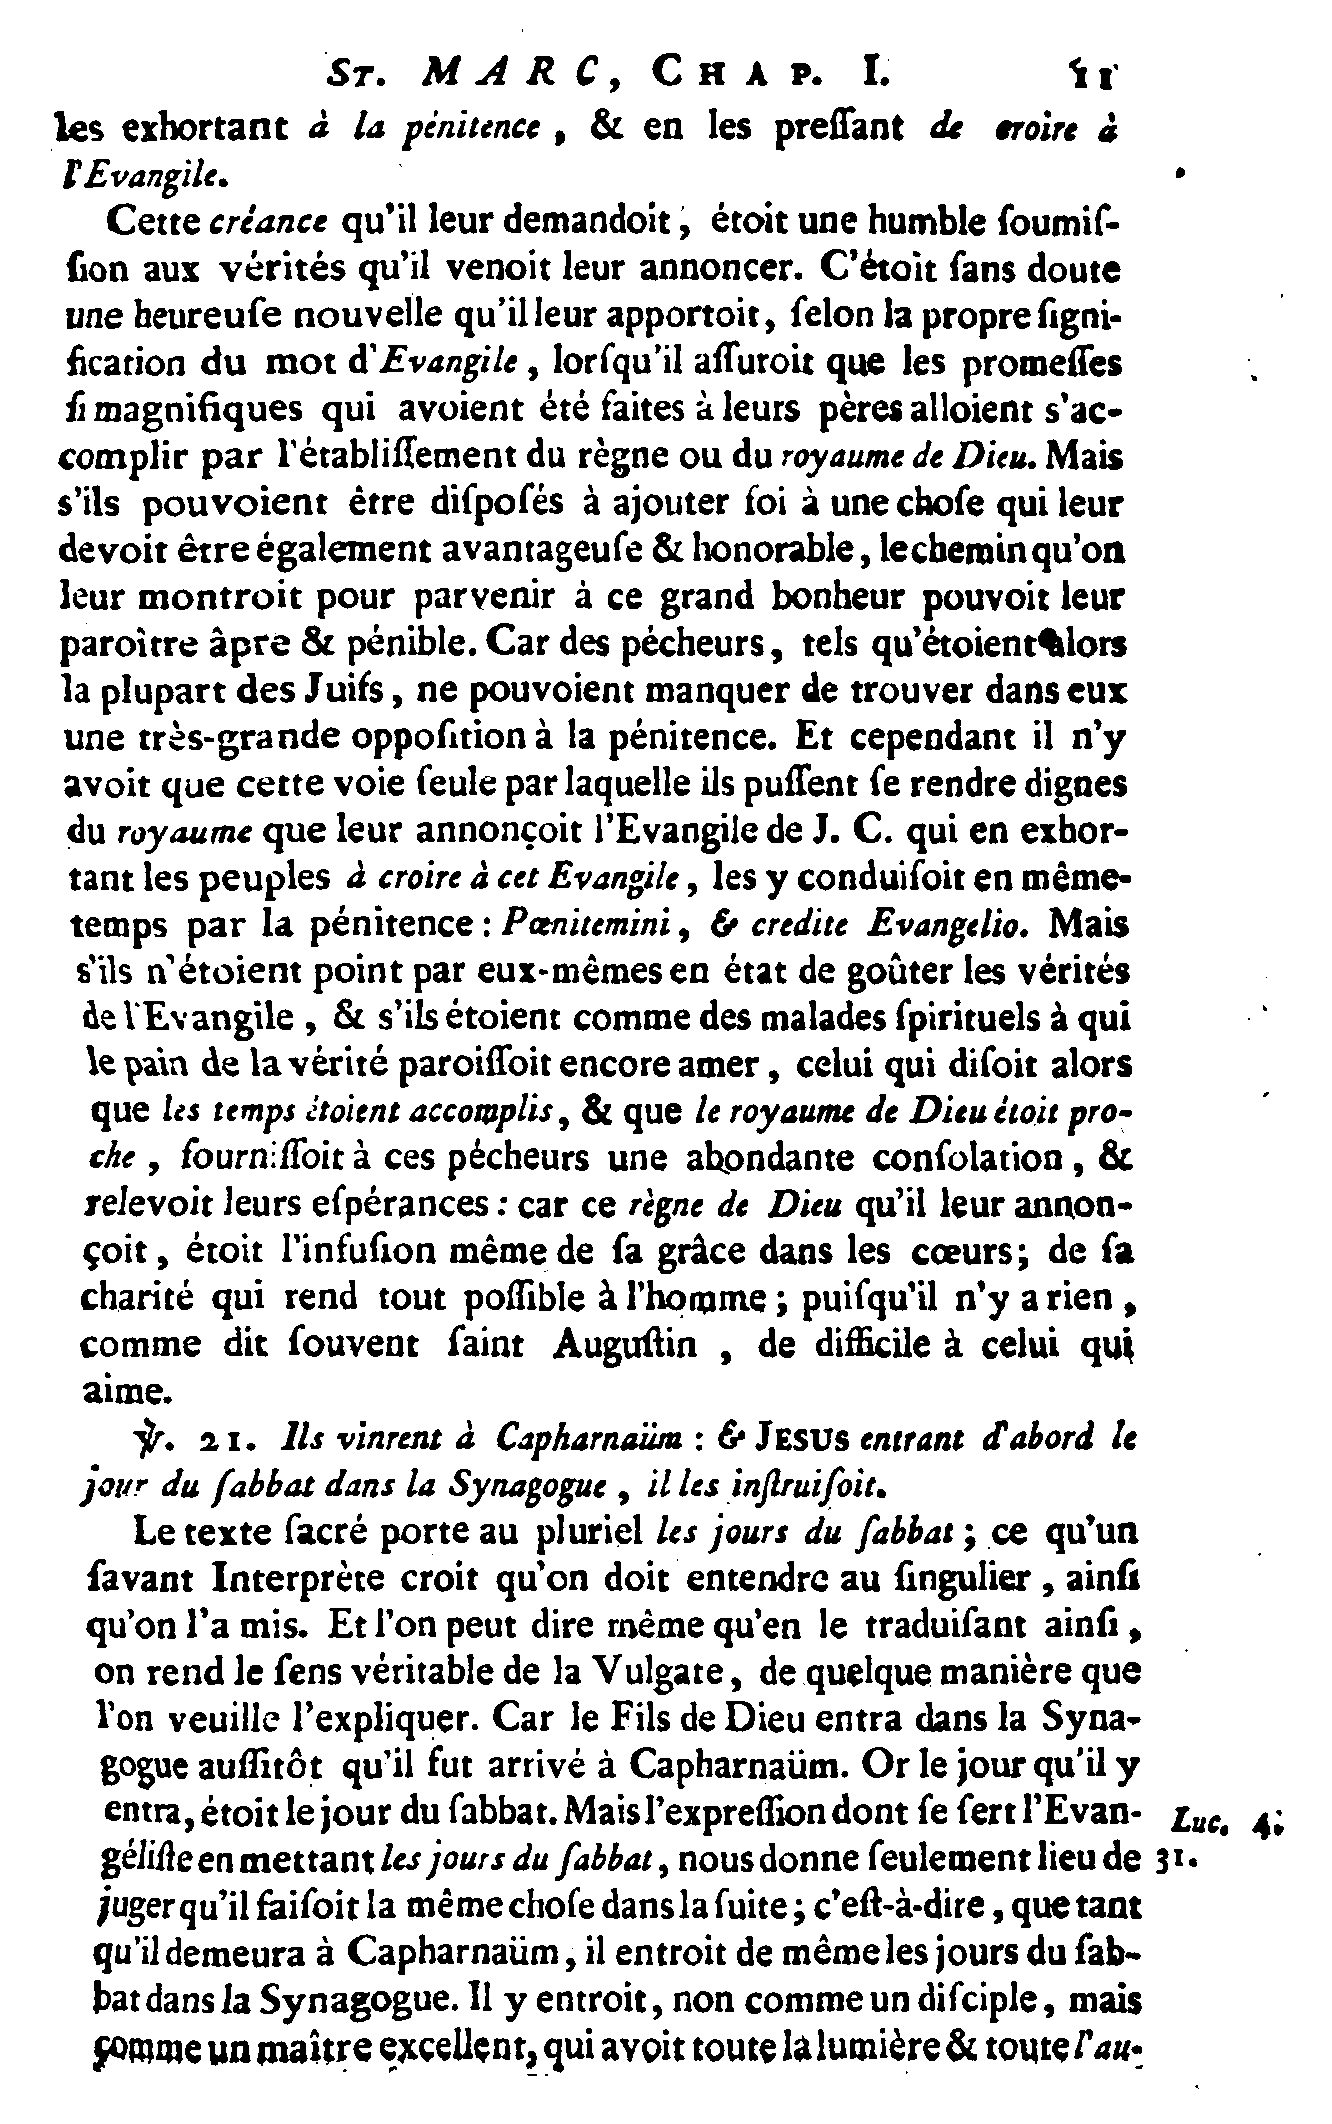 ST. MARC, CHAP. I. 11
les exhortant à la pénitence, & en les preſſant de croire à
l'Evangile.
Cette créance qu'il leur demandoit, étoit une humble ſoumiſ-
ſion aux vérités qu'il venoit leur annoncer. C'étoit ſans doute
une heureuſe nouvelle qu'il leur apportoit, ſelon la propre ſigni-
fication du mot d'Evangile, lorſqu'il aſſuroit que les promeſſes
ſi magnifiques qui avoient été faites à leurs pères alloient s'ac-
complir par l'établiſſement du règne ou du royaume de Dieu. Mais
s'ils pouvoient être diſpoſés à ajouter foi à une choſe qui leur
devoit être également avantageuſe & honorable, le chemin qu'on
leur montroit pour parvenir à ce grand bonheur pouvoit leur
paroître âpre & pénible. Car des pécheurs, tels qu'étoient alors
la plupart des Juifs, ne pouvoient manquer de trouver dans eux
une très-grande oppoſition à la pénitence. Et cependant il n'y
avoit que cette voie ſeule par laquelle ils puſſent ſe rendre dignes
du royaume que leur annonçoit l'Evangile de J. C. qui en exhor-
tant les peuples à croire à cet Evangile, les y conduiſoit en même-
temps par la pénitence : Pœnitemini, & credite Evangelio. Mais
s'ils n'étoient point par eux-mêmes en état de goûter les vérités
de l'Evangile, & s'ils étoient comme des malades ſpirituels à qui
le pain de la vérité paroiſſoit encore amer, celui qui diſoit alors
que les temps étoient accomplis, & que le royaume de Dieu étoit pro-
che, fourniſſoit à ces pécheurs une abondante conſolation, &
relevoit leurs eſpérances : car ce règne de Dieu qu'il leur annon-
çoit, étoit l'infuſion même de ſa grâce dans les cœurs; de ſa
charité qui rend tout poſſible à l'homme ; puiſqu'il n'y a rien,
comme dit ſouvent ſaint Auguſtin, de difficile à celui qui
aime.
℣. 21. Ils vinrent à Capharnaüm : & JESUS entrant d'abord le
jour du ſabbat dans la Synagogue, il les inſtruiſoit.
Le texte ſacré porte au pluriel les jours du ſabbat ; ce qu'un
ſavant Interprète croit qu'on doit entendre au ſingulier, ainſi
qu'on l'a mis. Et l'on peut dire même qu'en le traduiſant ainſi,
on rend le ſens véritable de la Vulgate, de quelque manière que
l'on veuille l'expliquer. Car le Fils de Dieu entra dans la Syna-
gogue auſſitôt qu'il fut arrivé à Capharnaüm. Or le jour qu'il y
entra, étoit le jour du ſabbat. Mais l'expreſſion dont ſe ſert l'Evan-
géliſte en mettant les jours du ſabbat, nous donne ſeulement lieu de
juger qu'il faiſoit la même choſe dans la ſuite ; c'eſt-à-dire, que tant
qu'il demeura à Capharnaüm, il entroit de même les jours du ſab-
bat dans la Synagogue. Il y entroit, non comme un diſciple, mais
comme un maître excellent, qui avoit toute la lumière & toute l'au-
Luc. 4.
31.